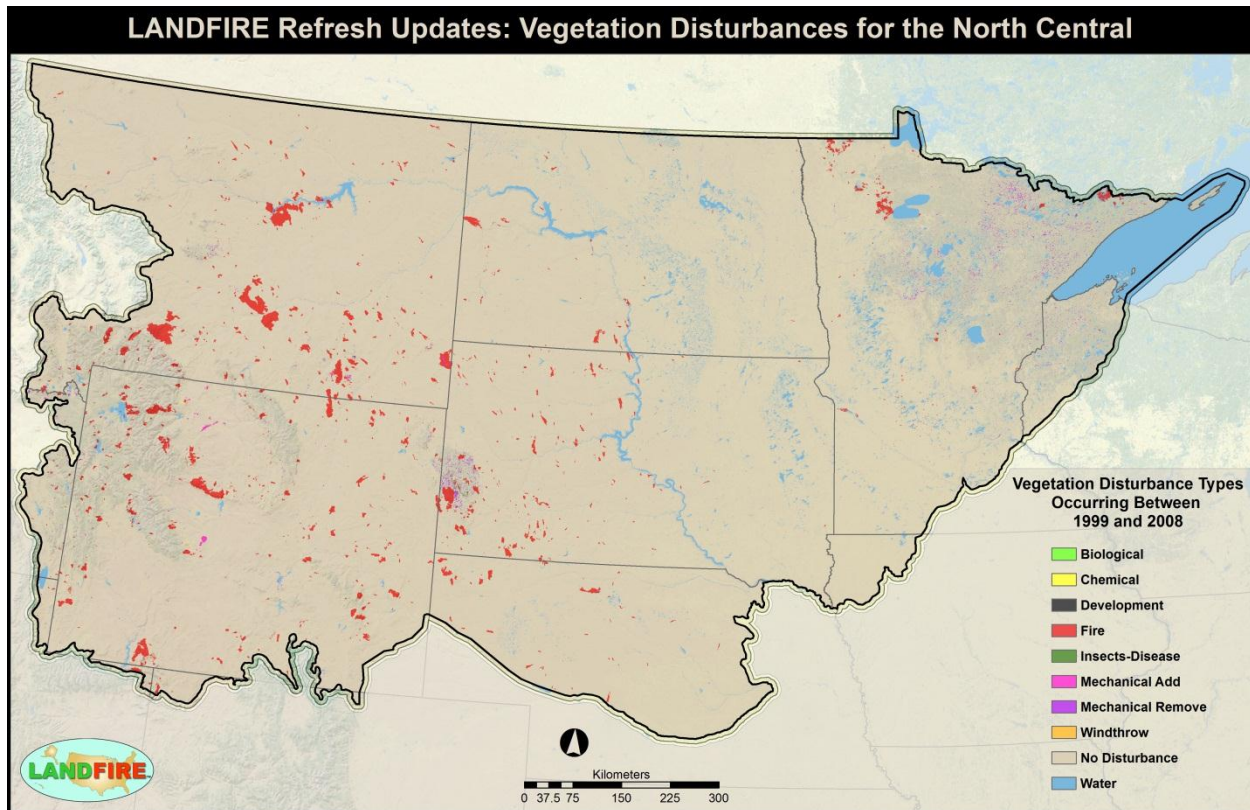 LANDFIRE Refresh Updates: Vegetation Disturbances for the North Central
Vegetation Disturbance Types
Occurring Between
1999 and 2008
Biological
Chemical
Development
Fire
Insects-Disease
Mechanical Add
Mechanical Remove
Windthrow
No Disturbance
Water
LANDFIRE
Kilometers
0 37.5 75 150 225 300